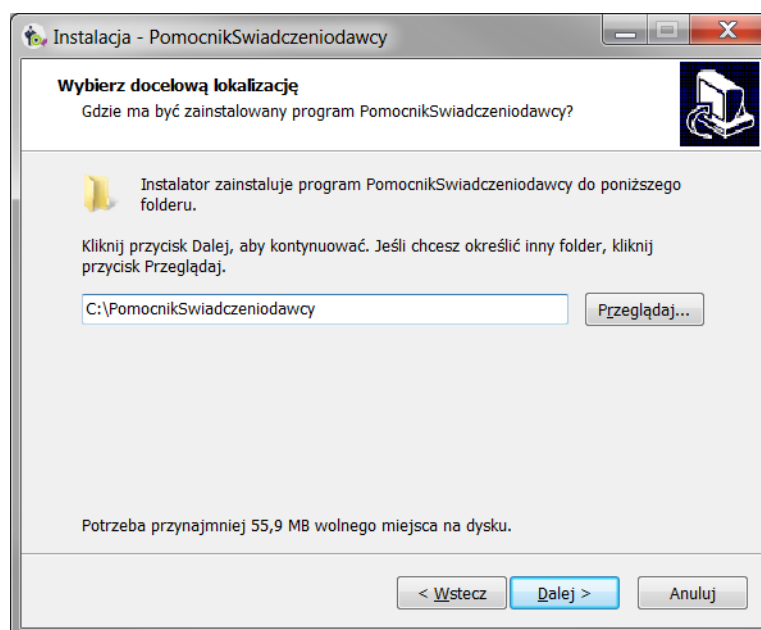 Instalacja - PomocnikSwiadczeniodawcy
Wybierz docelową lokalizację
Gdzie ma być zainstalowany program PomocnikSwiadczeniodawcy?
Instalator zainstaluje program PomocnikSwiadczeniodawcy do poniższego
folderu.
Kliknij przycisk Dalej, aby kontynuować. Jeśli chcesz określić inny folder, kliknij
przycisk Przeglądaj.
C:\PomocnikSwiadczeniodawcy
Przeglądaj...
Potrzeba przynajmniej 55,9 MB wolnego miejsca na dysku.
< Wstecz
Dalej >
Anuluj